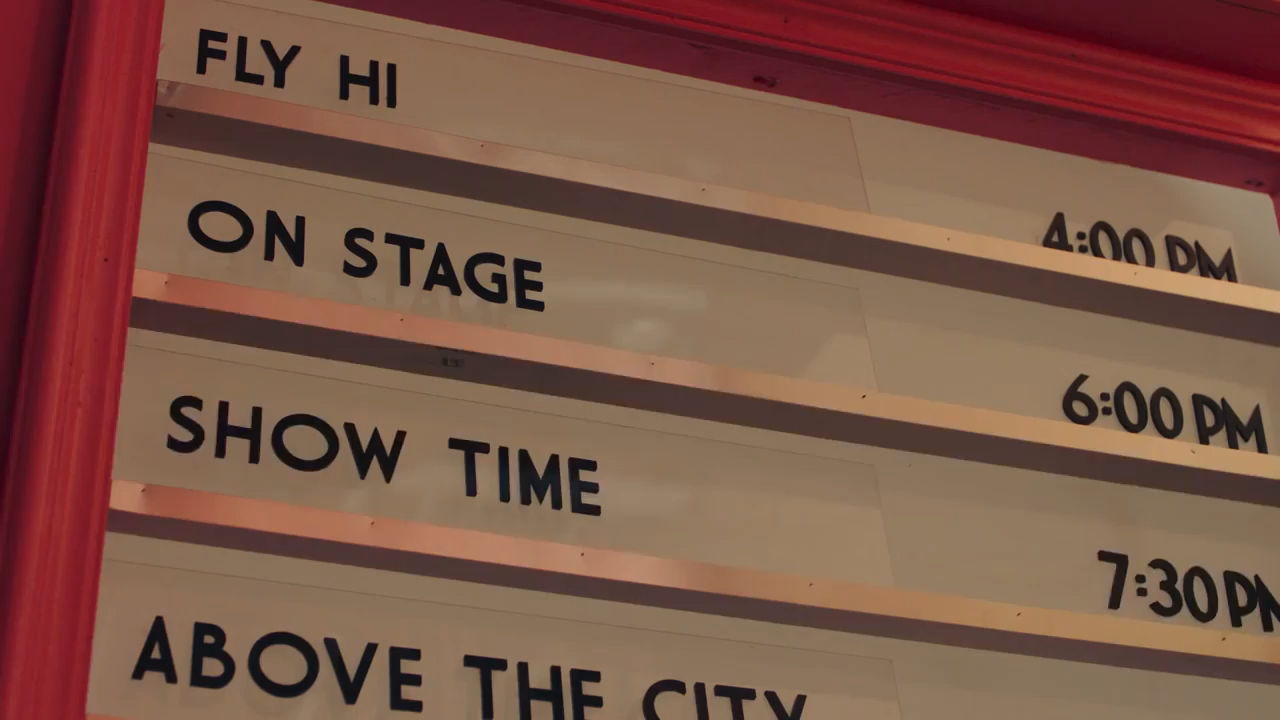 FLY HI
4:00 PM
ON STAGE
6:00 PM
SHOW TIME
7:30 PM
ABOVE THE CITY